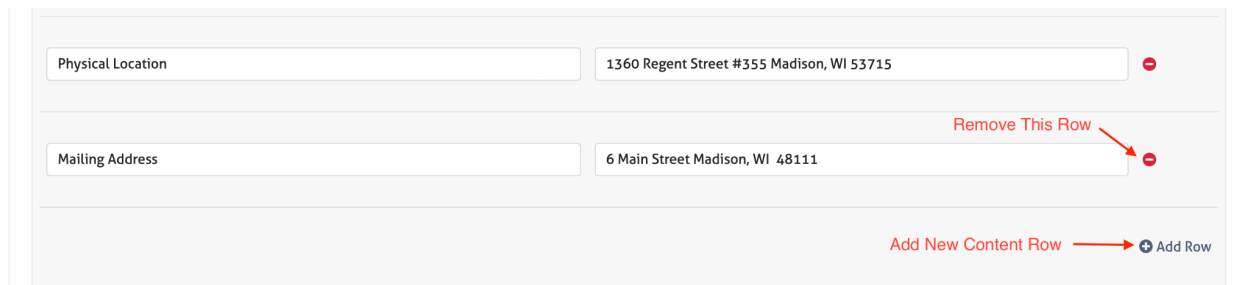 Physical Location 1360 Regent Street #355 Madison, WI 53715
Remove This Row
Mailing Address 6 Main Street Madison, WI  48111
Add New Content Row Add Row